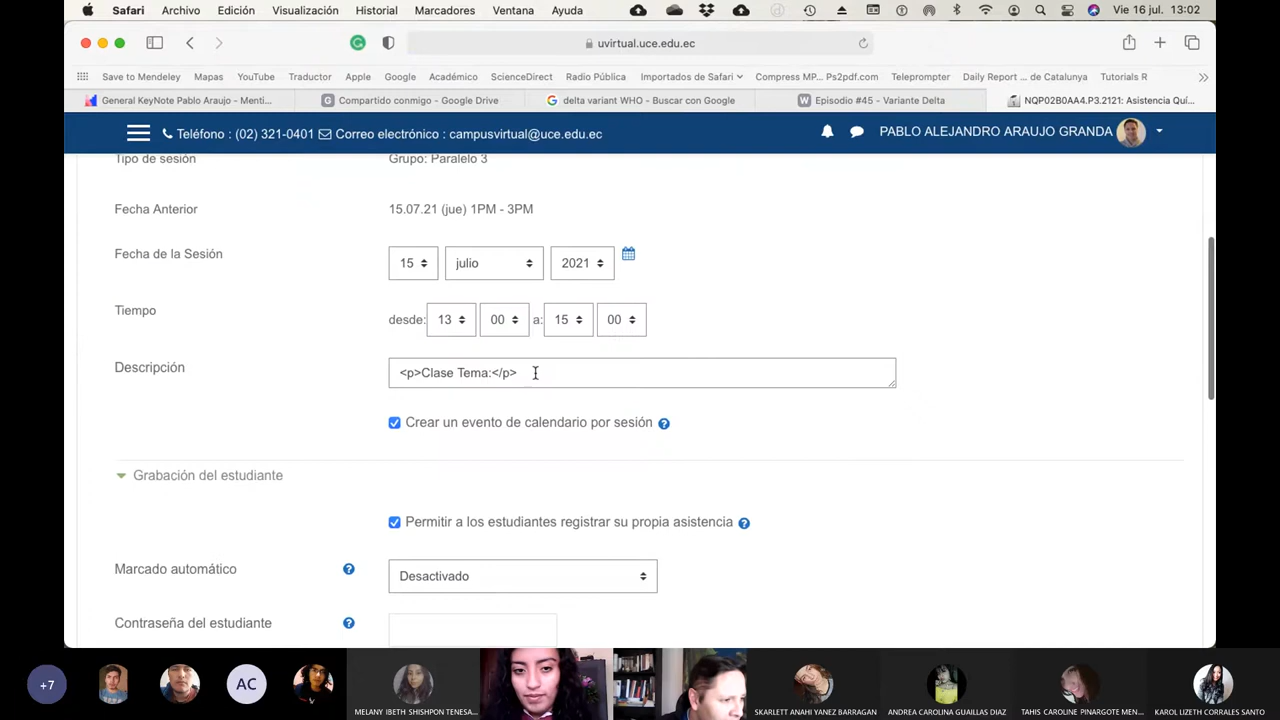 Safari Archivo Edición Visualización Historial Marcadores Ventana Ayuda Vie 16 jul. 13:02
uvirtual.uce.edu.ec
Save to Mendeley Mapas YouTube Traductor Apple Google Académico ScienceDirect Radio Pública Importados de Safari Compress MP... Ps2pdf.com Teleprompter Daily Report ... de Catalunya Tutorials R
General KeyNote Pablo Araujo - Menti... Compartido conmigo - Google Drive delta variant WHO - Buscar con Google Episodio #45 - Variante Delta NQP02B0AA4.P3.2121: Asistencia Quí...
Teléfono : (02) 321-0401 Correo electrónico : campusvirtual@uce.edu.ec PABLO ALEJANDRO ARAUJO GRANDA
Tipo de sesión Grupo: Paralelo 3
Fecha Anterior 15.07.21 (jue) 1PM - 3PM
Fecha de la Sesión 15 julio 2021
Tiempo desde: 13 00 a: 15 00
Descripción <p>Clase Tema:</p>
Crear un evento de calendario por sesión
Grabación del estudiante
Permitir a los estudiantes registrar su propia asistencia
Marcado automático Desactivado
Contraseña del estudiante
+7 AC
MELANY IBETH SHISHPON TENESA... SKARLETT ANAHI YANEZ BARRAGAN ANDREA CAROLINA GUAILLAS DIAZ TAHIS CAROLINE PINARGOTE MEN... KAROL LIZETH CORRALES SANTO